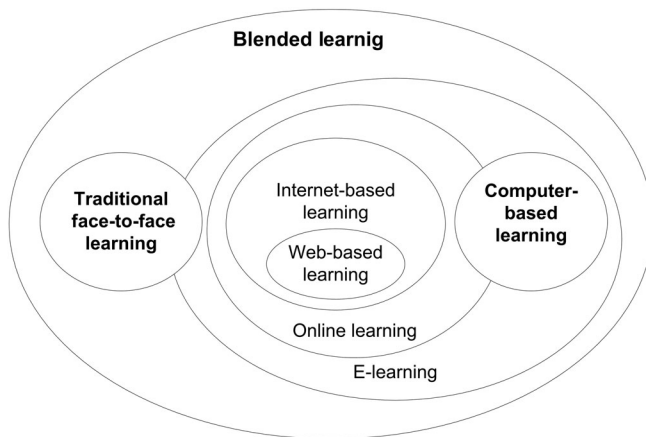 Blended learnig
Traditional
face-to-face
learning
Internet-based
learning
Web-based
learning
Computer-
based
learning
Online learning
E-learning